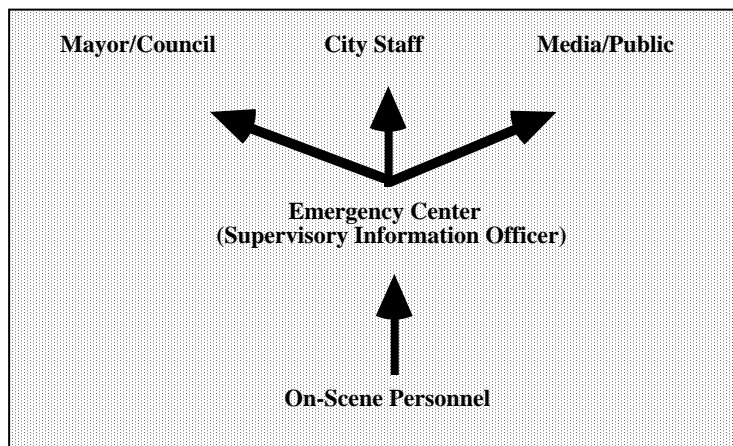 Mayor/Council
City Staff
Media/Public
Emergency Center
(Supervisory Information Officer)
On-Scene Personnel